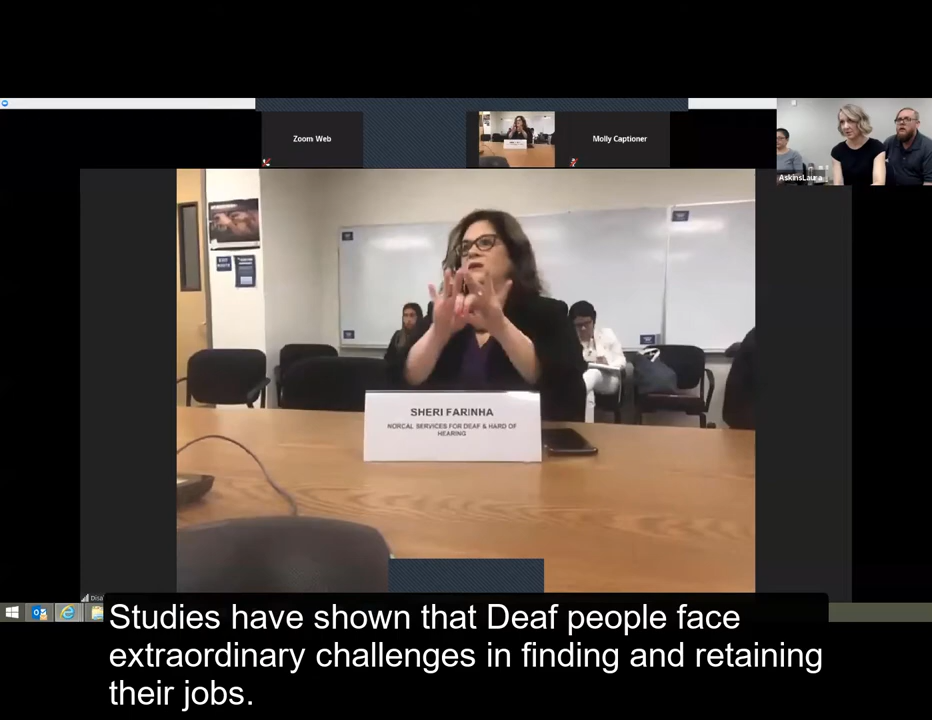 Zoom Web
Molly Captioner
AskinsLaura
SHERI FARINHA
NORCAL SERVICES FOR DEAF & HARD OF
HEARING
Studies have shown that Deaf people face
extraordinary challenges in finding and retaining
their jobs.